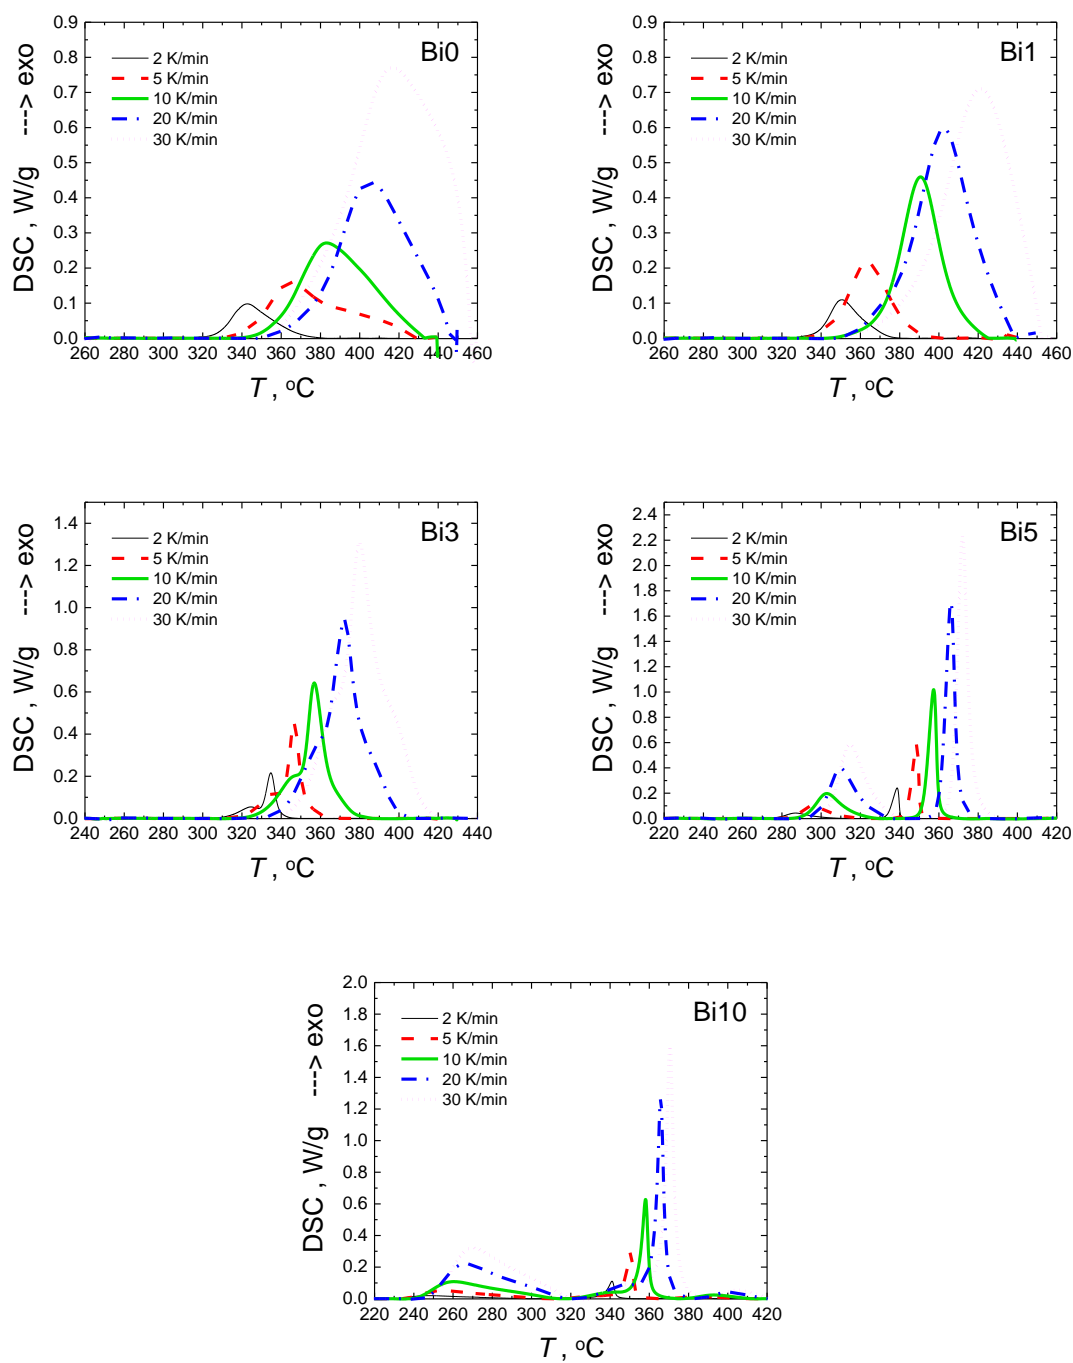 0.9
0.8
0.7
0.6
0.5
0.4
0.3
0.2
0.1
0.0
260 280 300 320 340 360 380 400 420 440 460
DSC , W/g ---> exo
T , °C
Bi0
2 K/min
5 K/min
10 K/min
20 K/min
30 K/min
0.9
0.8
0.7
0.6
0.5
0.4
0.3
0.2
0.1
0.0
260 280 300 320 340 360 380 400 420 440 460
DSC , W/g ---> exo
T , °C
Bi1
2 K/min
5 K/min
10 K/min
20 K/min
30 K/min
1.4
1.2
1.0
0.8
0.6
0.4
0.2
0.0
240 260 280 300 320 340 360 380 400 420 440
DSC , W/g ---> exo
T , °C
Bi3
2 K/min
5 K/min
10 K/min
20 K/min
30 K/min
2.4
2.2
2.0
1.8
1.6
1.4
1.2
1.0
0.8
0.6
0.4
0.2
0.0
220 240 260 280 300 320 340 360 380 400 420
DSC , W/g ---> exo
T , °C
Bi5
2 K/min
5 K/min
10 K/min
20 K/min
30 K/min
2.0
1.8
1.6
1.4
1.2
1.0
0.8
0.6
0.4
0.2
0.0
220 240 260 280 300 320 340 360 380 400 420
DSC , W/g ---> exo
T , °C
Bi10
2 K/min
5 K/min
10 K/min
20 K/min
30 K/min